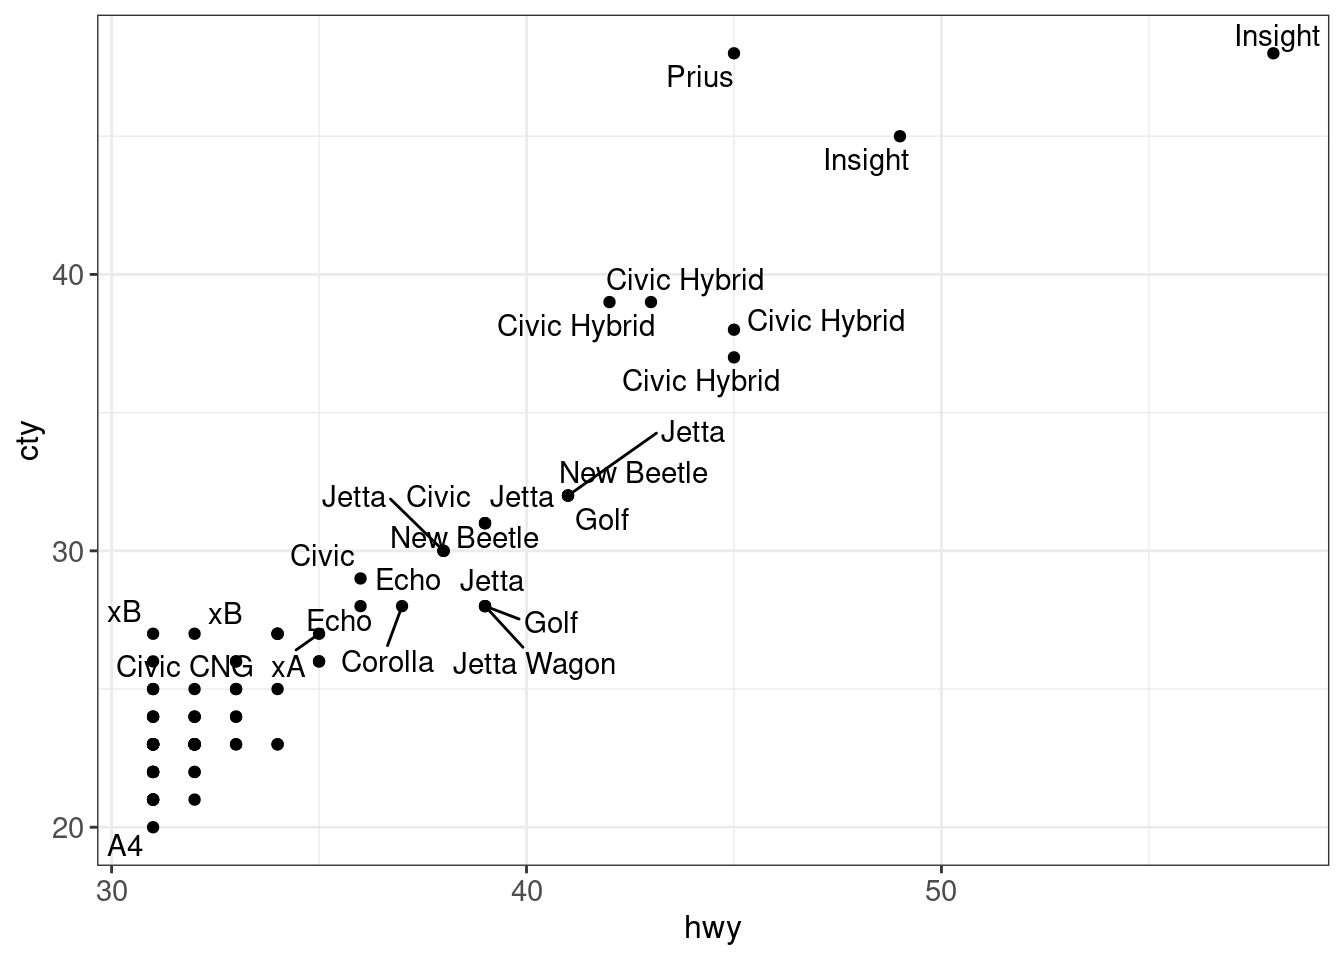 Insight
Prius
Insight
40
Civic Hybrid
Civic Hybrid
Civic Hybrid
Civic Hybrid
cty
Jetta
New Beetle
Jetta
Civic
Jetta
Golf
New Beetle
30
Civic
Echo
Jetta
xB
xB
Echo
Golf
Civic CNG
xA
Corolla
Jetta Wagon
20
A4
30
40
50
hwy